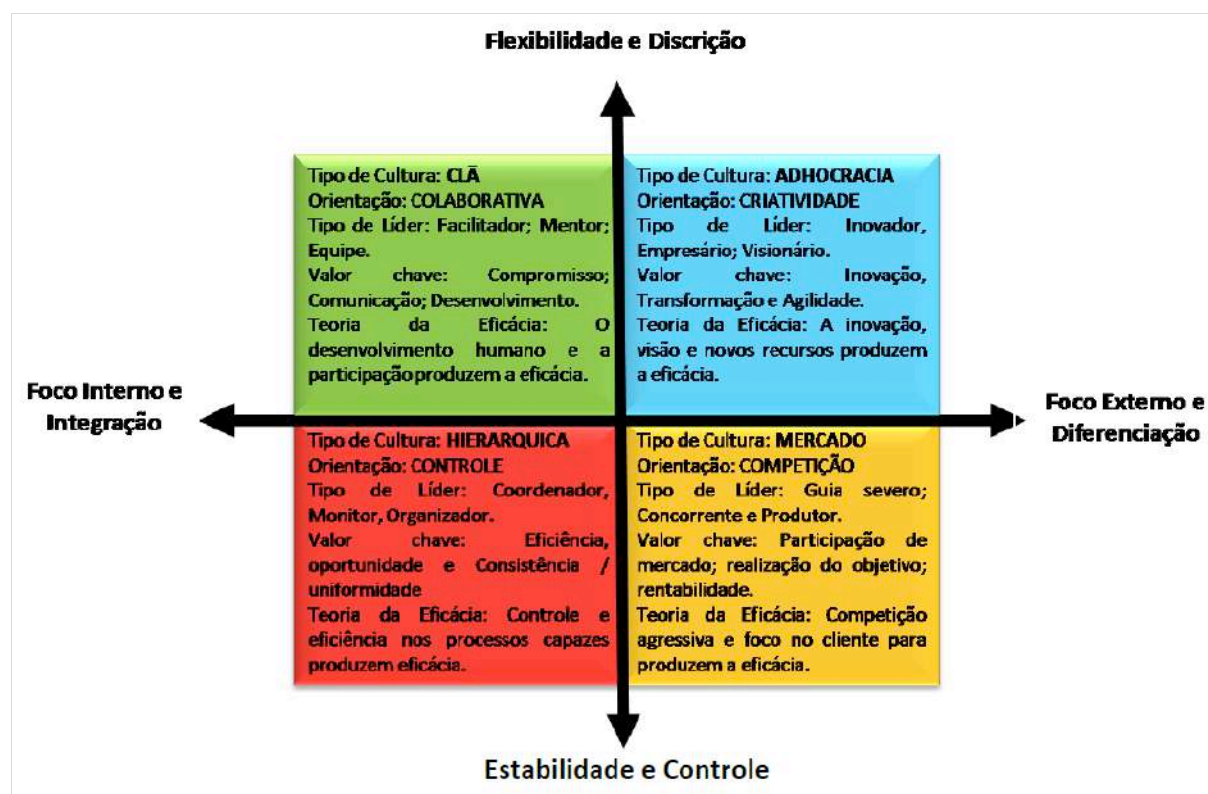 Flexibilidade e Discrição
Tipo de Cultura: CLÃ
Orientação: COLABORATIVA
Tipo de Líder: Facilitador; Mentor;
Equipe.
Valor chave: Compromisso;
Comunicação; Desenvolvimento.
Teoria da Eficácia: O
desenvolvimento humano e a
participação produzem a eficácia.
Tipo de Cultura: ADHOCRACIA
Orientação: CRIATIVIDADE
Tipo de Líder: Inovador,
Empresário; Visionário.
Valor chave: Inovação,
Transformação e Agilidade.
Teoria da Eficácia: A inovação,
visão e novos recursos produzem
a eficácia.
Foco Interno e
Integração
Foco Externo e
Diferenciação
Tipo de Cultura: HIERARQUICA
Orientação: CONTROLE
Tipo de Líder: Coordenador,
Monitor, Organizador.
Valor chave: Eficiência,
oportunidade e Consistência /
uniformidade
Teoria da Eficácia: Controle e
eficiência nos processos capazes
produzem eficácia.
Tipo de Cultura: MERCADO
Orientação: COMPETIÇÃO
Tipo de Líder: Guia severo;
Concorrente e Produtor.
Valor chave: Participação de
mercado; realização do objetivo;
rentabilidade.
Teoria da Eficácia: Competição
agressiva e foco no cliente para
produzem a eficácia.
Estabilidade e Controle